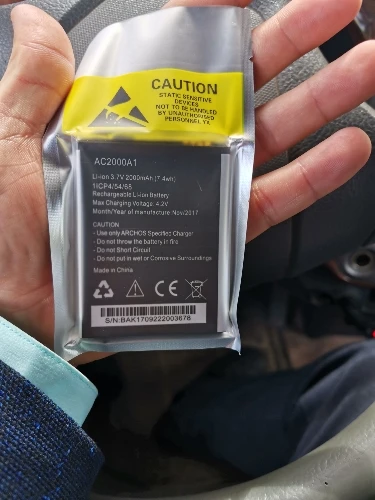 CAUTION
STATIC SENSITIVE
DEVICES
NOT TO BE HANDLED
BY UNAUTHORISED
PERSONNEL YX
AC2000A1
Li-ion 3.7V 2000mAh (7.4wh)
1IICP4/54/68
Rechargeable Li-ion Battery
Max Charging Voltage: 4.2V
Month/Year of manufacture:Nov/2017
CAUTION
- Use only ARCHOS Specified Charger
- Do not throw the battery in fire
- Do not Short Circuit
- Do not put in wet or Corrosive Surroundings
Made in China
CE
S/N:BAK1709222003678